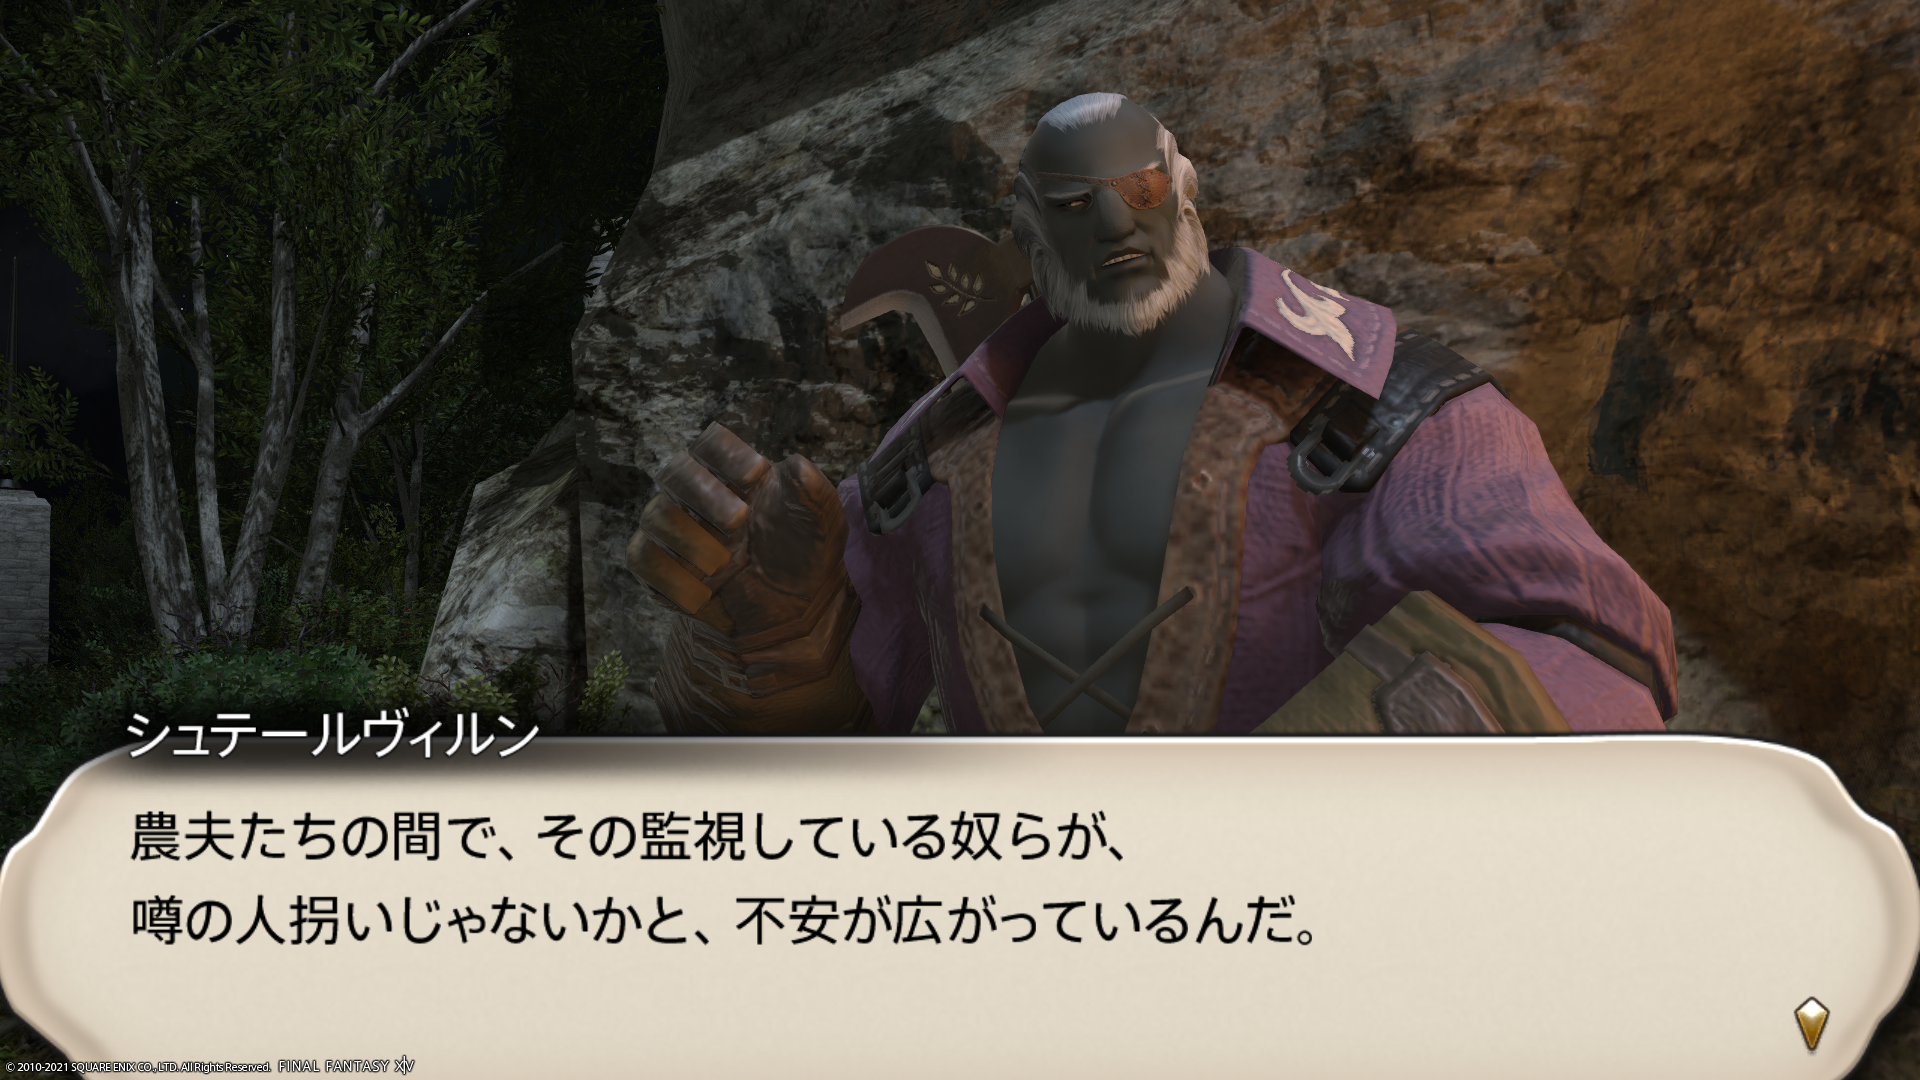 シュテールヴィルン
農夫たちの間で、その監視している奴らが、
噂の人拐いじゃないかと、不安が広がっているんだ。
© 2010-2021 SQUARE ENIX CO., LTD. All Rights Reserved. FINAL FANTASY XIV